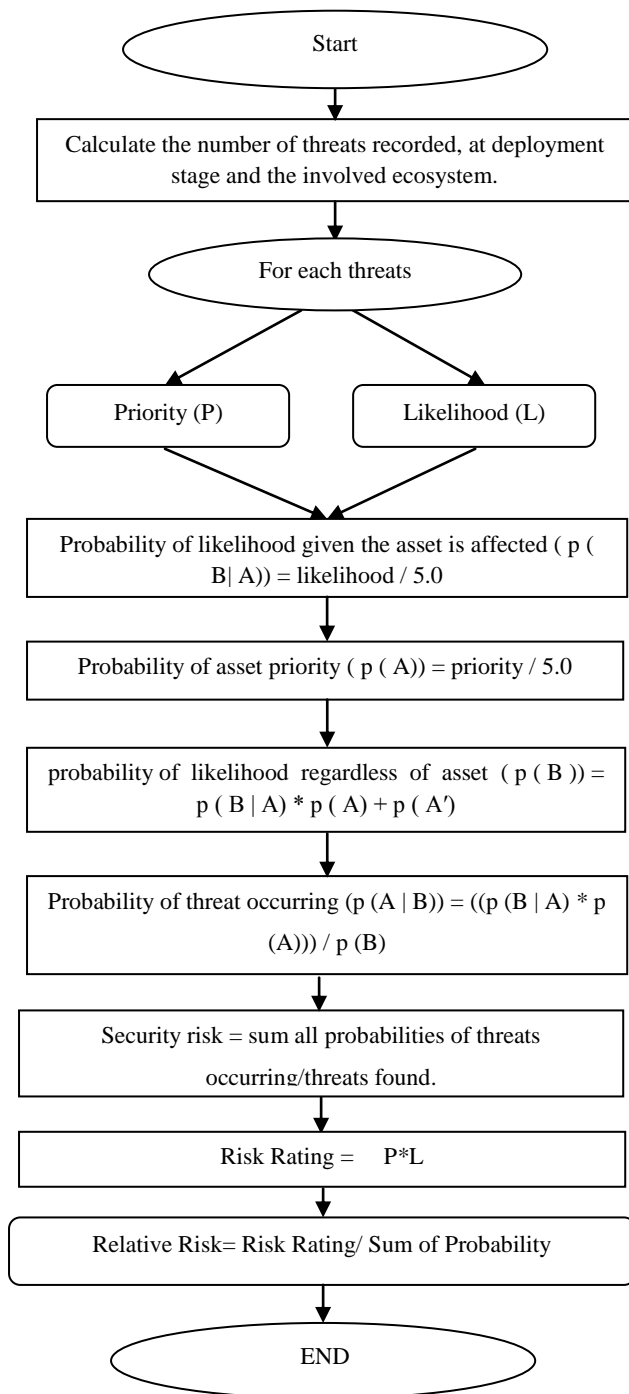 Start
Calculate the number of threats recorded, at deployment
stage and the involved ecosystem.
For each threats
Priority (P)
Likelihood (L)
Probability of likelihood given the asset is affected ( p (
B| A)) = likelihood / 5.0
Probability of asset priority ( p ( A)) = priority / 5.0
probability of likelihood regardless of asset ( p ( B )) =
p ( B | A) * p ( A) + p ( A′)
Probability of threat occurring (p (A | B)) = ((p (B | A) * p
(A))) / p (B)
Security risk = sum all probabilities of threats
occurring/threats found.
Risk Rating = P*L
Relative Risk= Risk Rating/ Sum of Probability
END